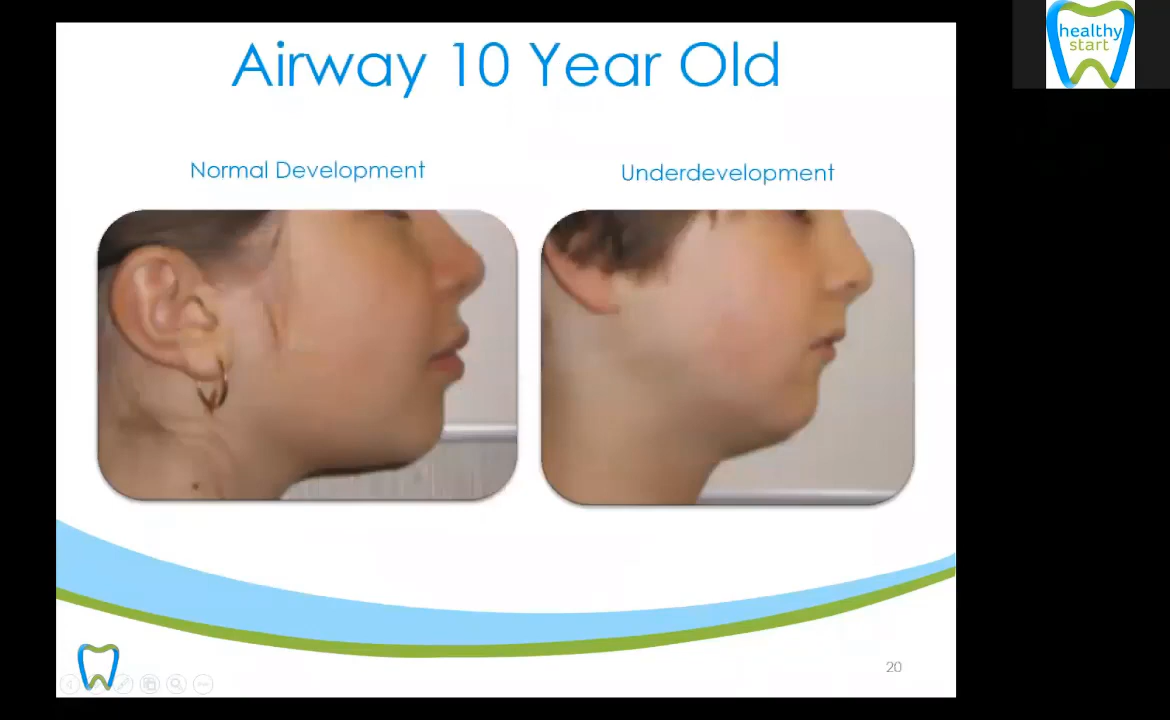 Airway 10 Year Old
healthy
start
Normal Development
Underdevelopment
20